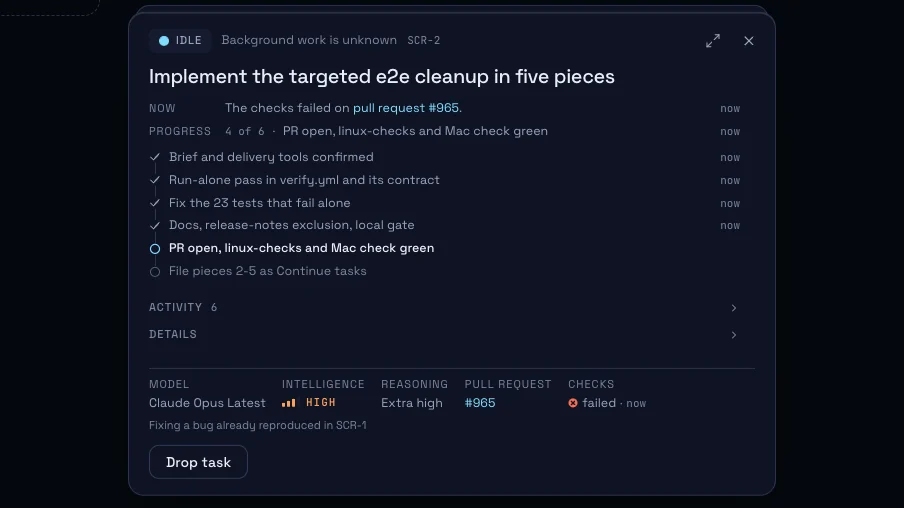 IDLE Background work is unknown SCR-2
Implement the targeted e2e cleanup in five pieces
NOW The checks failed on pull request #965. now
PROGRESS 4 of 6 · PR open, linux-checks and Mac check green now
Brief and delivery tools confirmed now
Run-alone pass in verify.yml and its contract now
Fix the 23 tests that fail alone now
Docs, release-notes exclusion, local gate now
PR open, linux-checks and Mac check green
File pieces 2-5 as Continue tasks
ACTIVITY 6
DETAILS
MODEL INTELLIGENCE REASONING PULL REQUEST CHECKS
Claude Opus Latest HIGH Extra high #965 failed · now
Fixing a bug already reproduced in SCR-1
Drop task